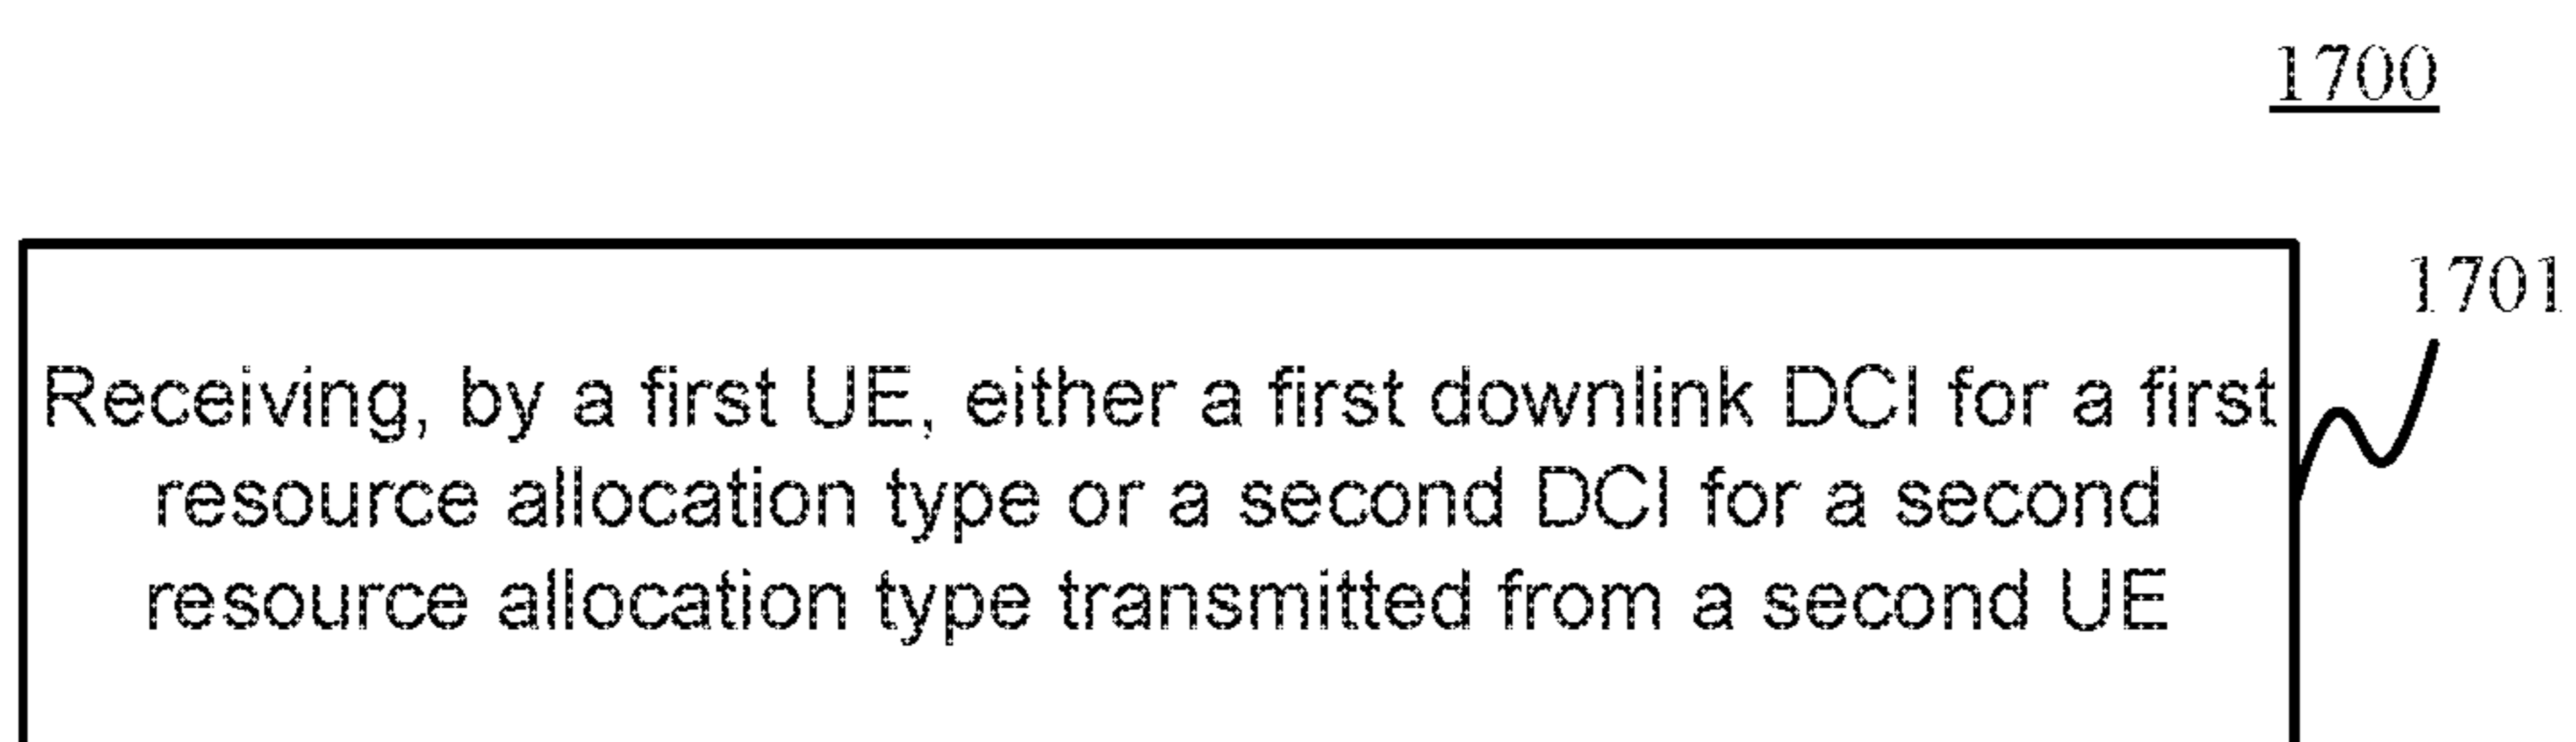 1700
1701
Receiving, by a first UE, either a first downlink DCI for a first
resource allocation type or a second DCI for a second
resource allocation type transmitted from a second UE